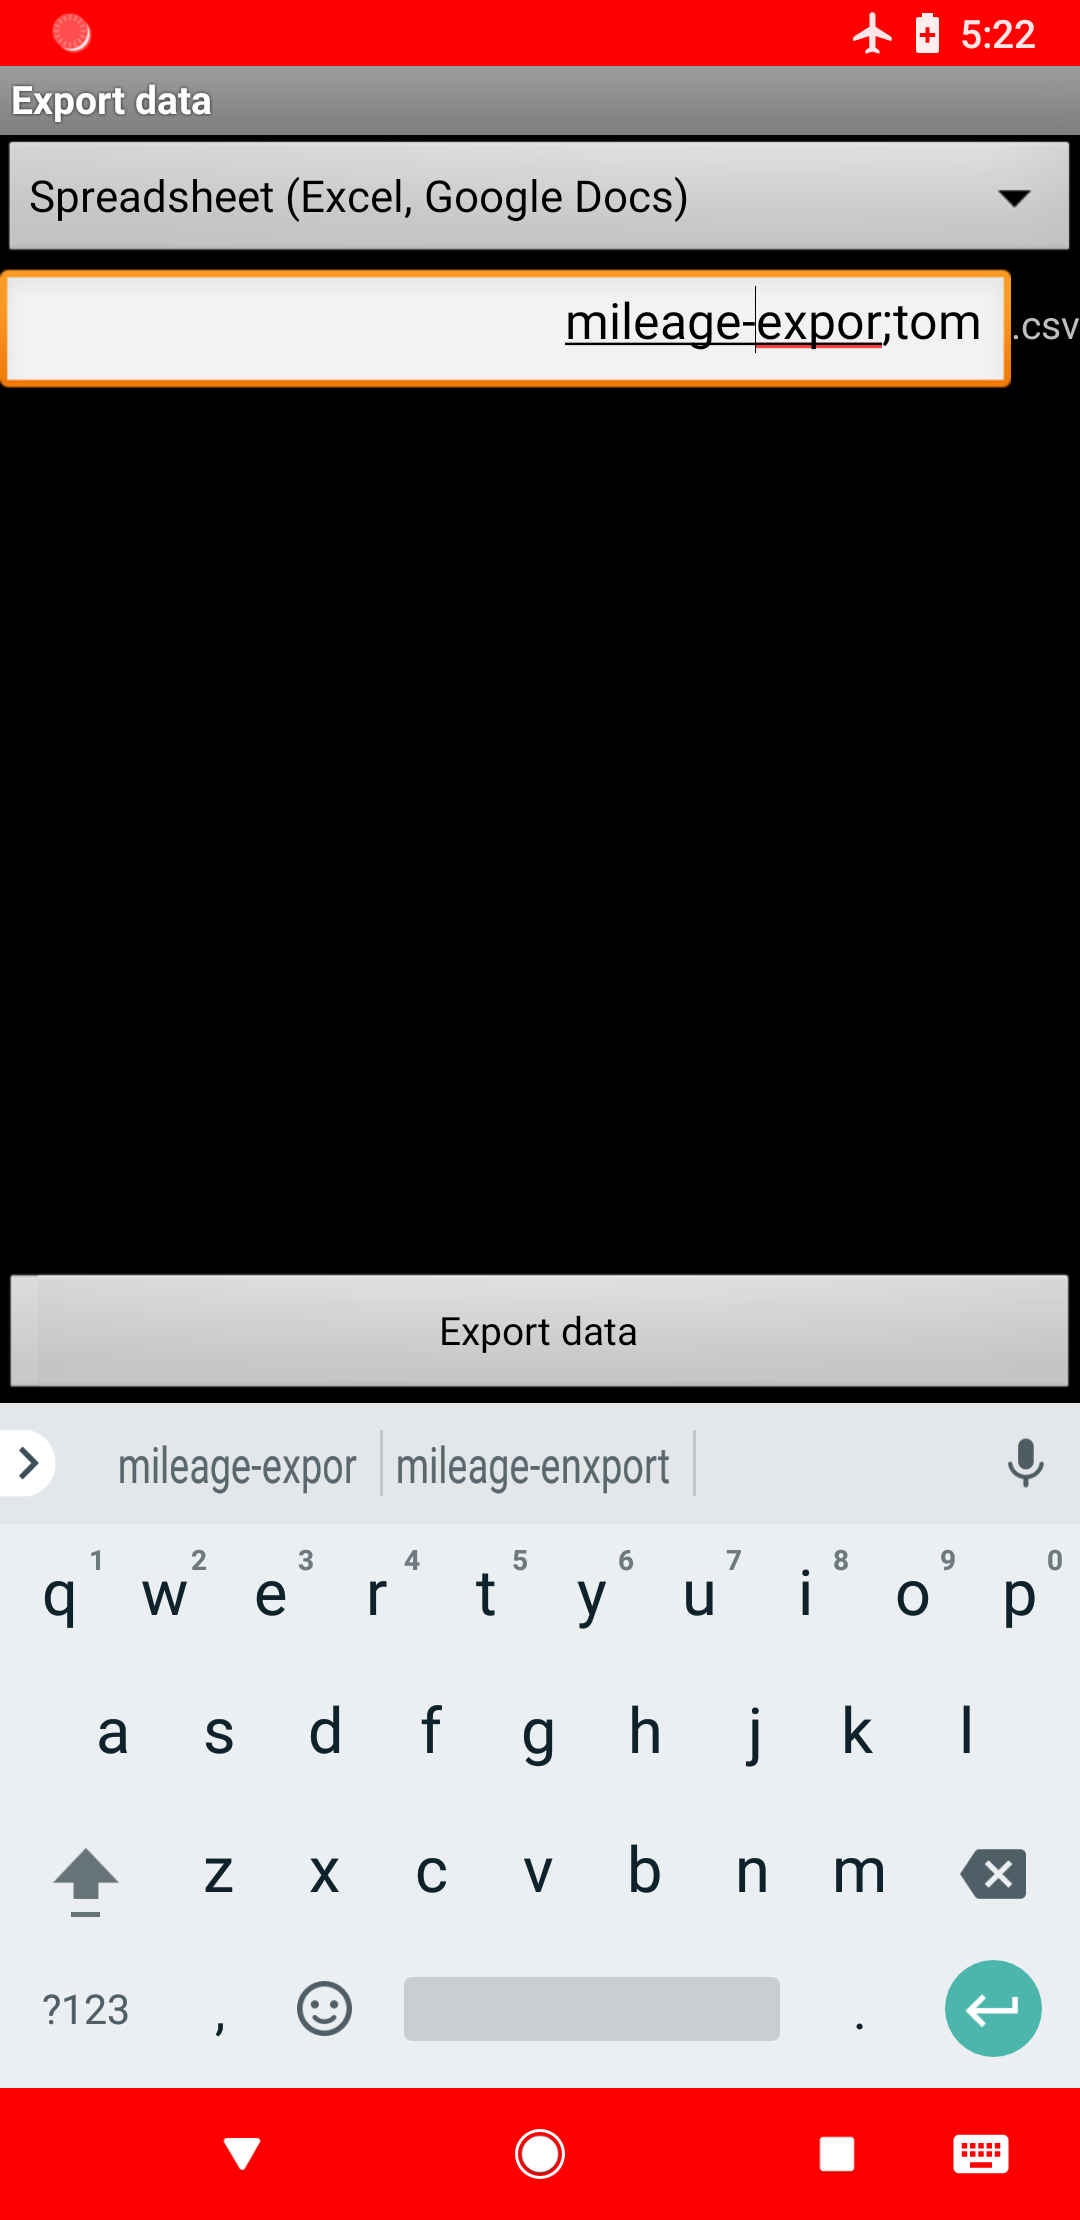 5:22
Export data
Spreadsheet (Excel, Google Docs)
mileage-expor;tom .csv
Export data
mileage-expor mileage-enxport
q 1 w 2 e 3 r 4 t 5 y 6 u 7 i 8 o 9 p 0
a s d f g h j k l
z x c v b n m
?123 , .